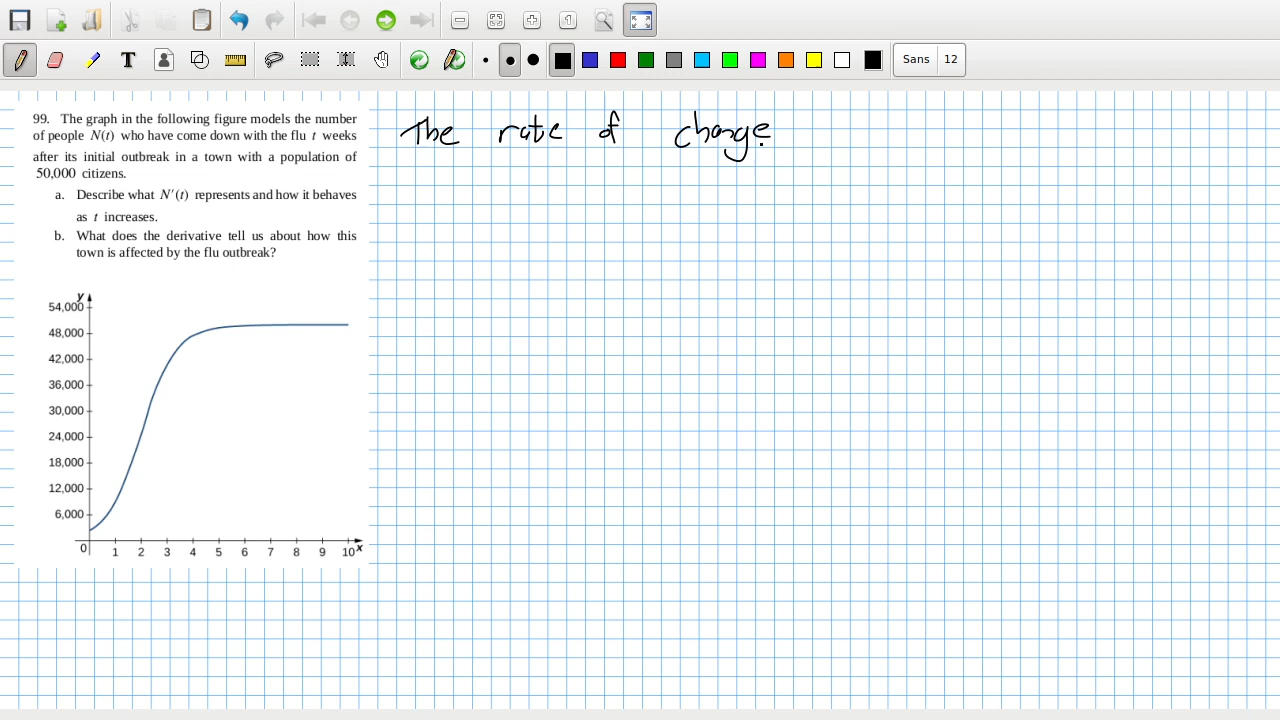 Sans 12
99. The graph in the following figure models the number
of people N(t) who have come down with the flu t weeks
after its initial outbreak in a town with a population of
50,000 citizens.
a. Describe what N′(t) represents and how it behaves
as t increases.
b. What does the derivative tell us about how this
town is affected by the flu outbreak?
The rate of change
y
54,000
48,000
42,000
36,000
30,000
24,000
18,000
12,000
6,000
0 1 2 3 4 5 6 7 8 9 10 x